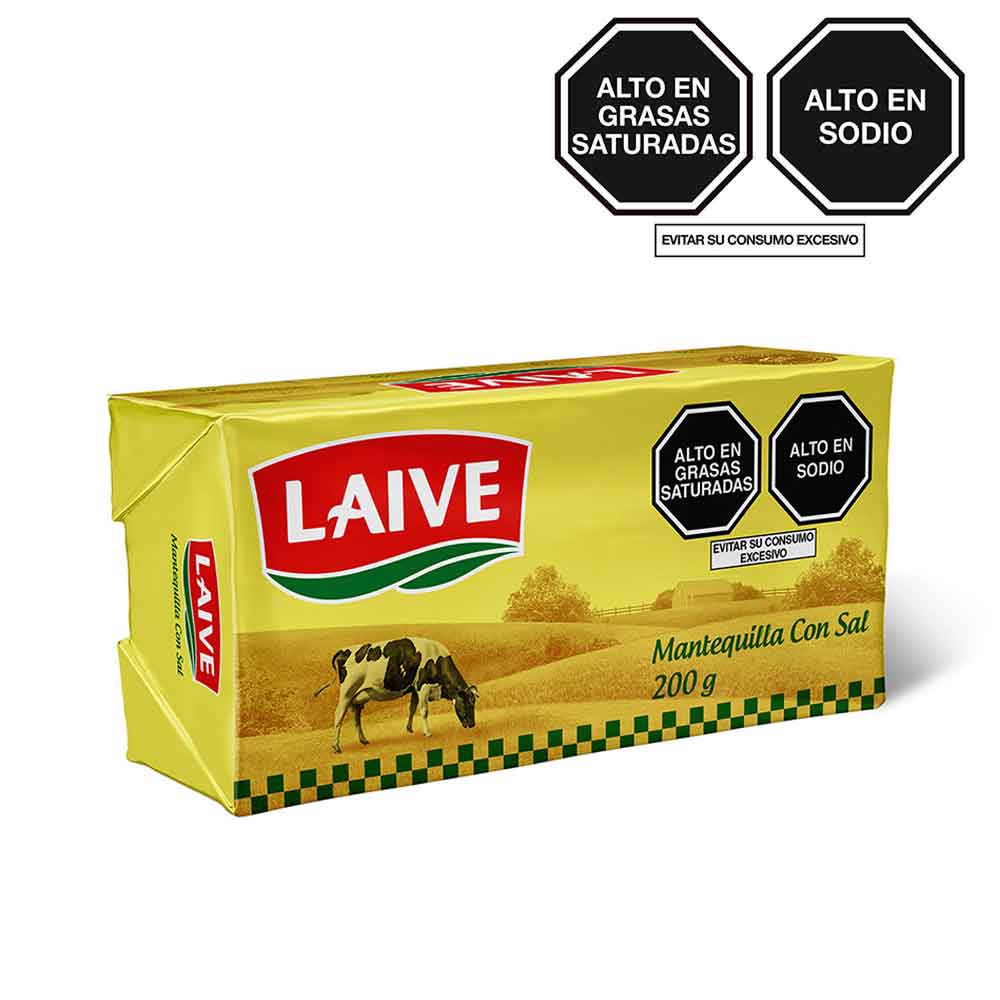 ALTO EN
GRASAS
SATURADAS
ALTO EN
SODIO
EVITAR SU CONSUMO EXCESIVO
LAIVE
LAIVE
ALTO EN
GRASAS
SATURADAS
ALTO EN
SODIO
EVITAR SU CONSUMO
EXCESIVO
Mantequilla Con Sal
200 g
LAIVE
Mantequilla Con Sal